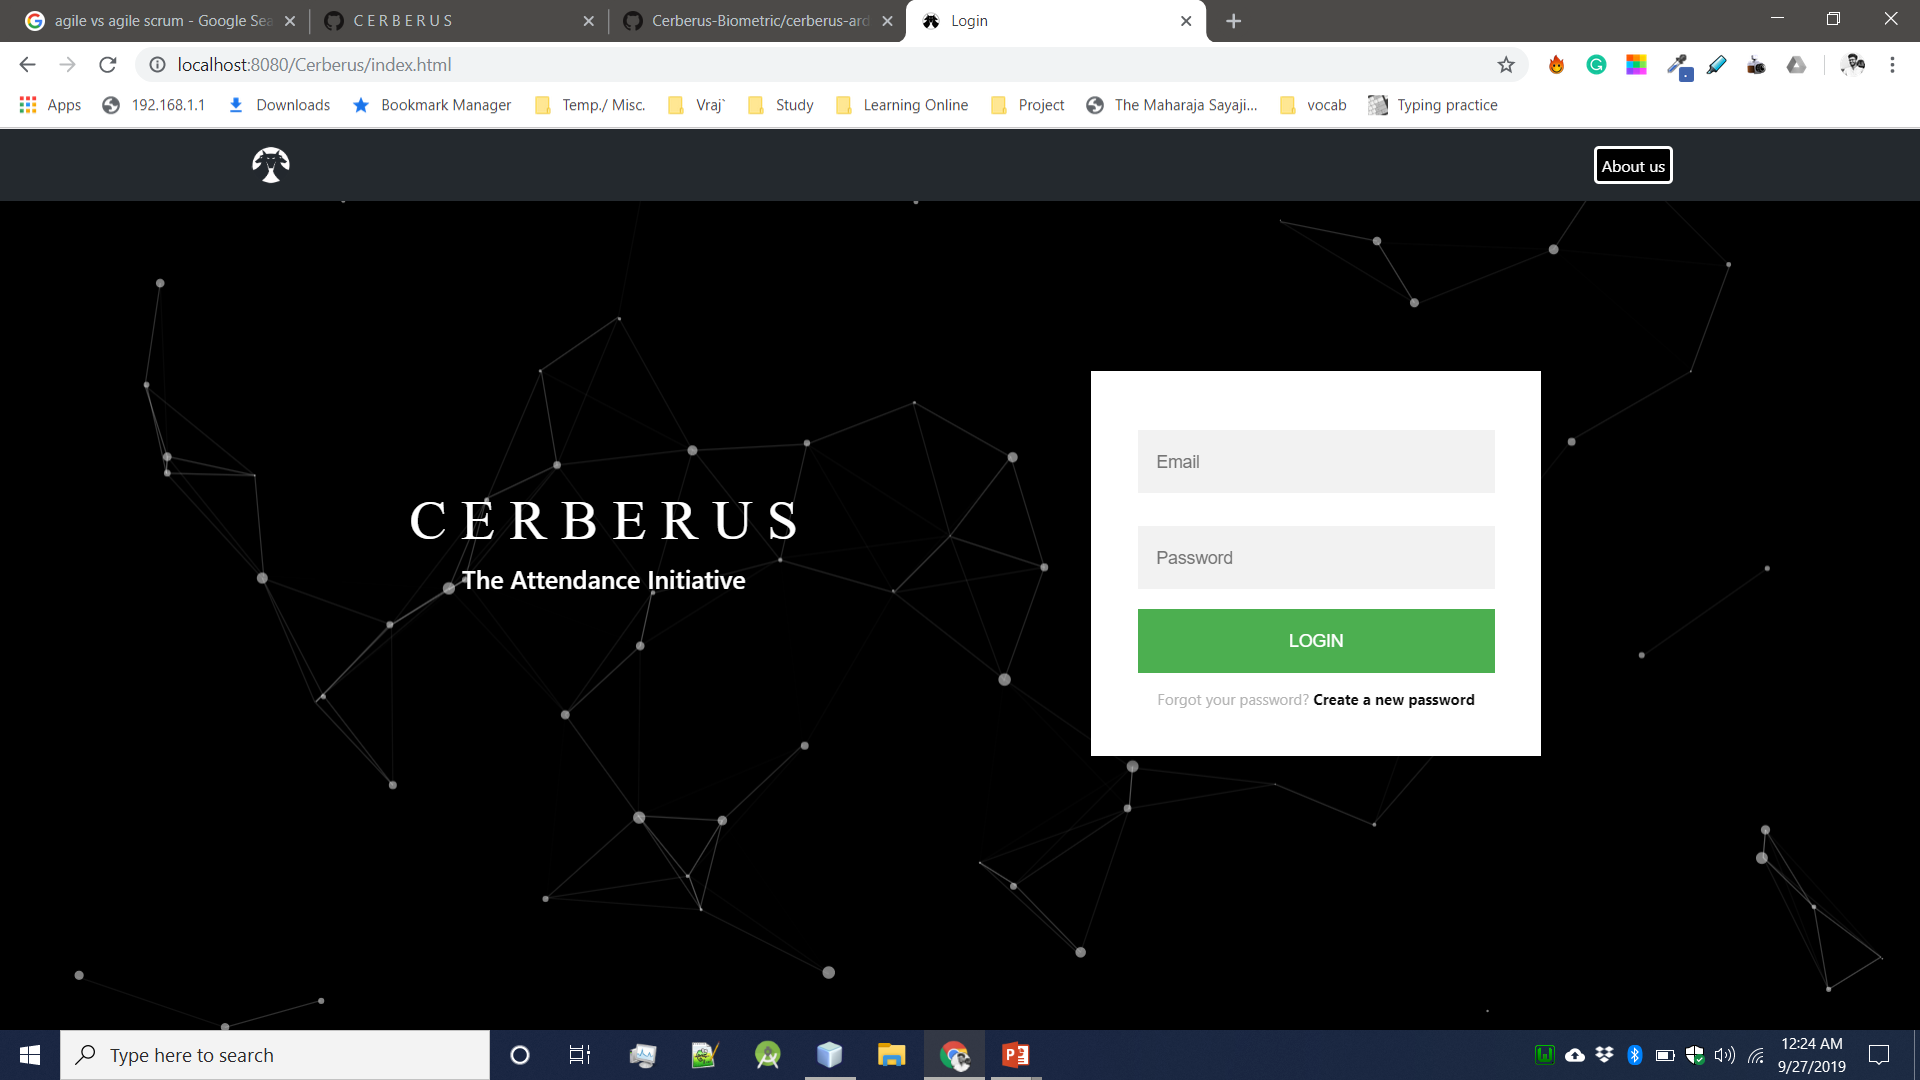 agile vs agile scrum - Google Sea
C E R B E R U S
Cerberus-Biometric/cerberus-ard
Login
localhost:8080/Cerberus/index.html
Apps
192.168.1.1
Downloads
Bookmark Manager
Temp./ Misc.
Vraj`
Study
Learning Online
Project
The Maharaja Sayaji...
vocab
Typing practice
About us
Email
C E R B E R U S
Password
The Attendance Initiative
LOGIN
Forgot your password? Create a new password
Type here to search
12:24 AM
9/27/2019